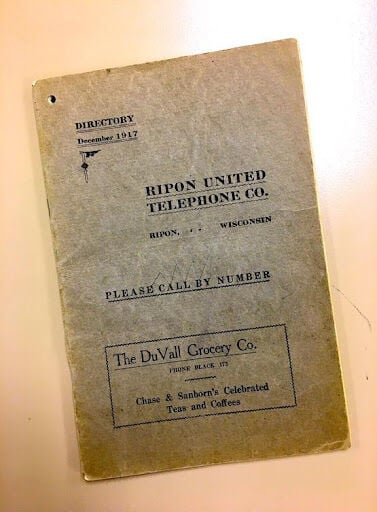 DIRECTORY
December 1917
RIPON UNITED
TELEPHONE CO.
RIPON, . . WISCONSIN
PLEASE CALL BY NUMBER
The DuVall Grocery Co.
PHONE BLACK 173
Chase & Sanborn's Celebrated
Teas and Coffees